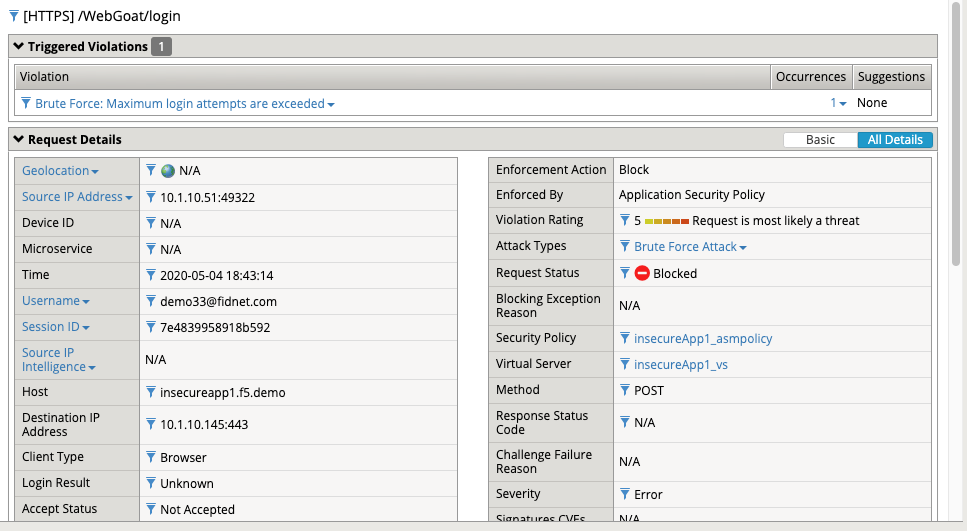 [HTTPS] /WebGoat/login
Triggered Violations 1
Violation Occurrences Suggestions
Brute Force: Maximum login attempts are exceeded 1 None
Request Details Basic All Details
Geolocation N/A
Source IP Address 10.1.10.51:49322
Device ID N/A
Microservice N/A
Time 2020-05-04 18:43:14
Username demo33@fidnet.com
Session ID 7e4839958918b592
Source IP
Intelligence N/A
Host insecureapp1.f5.demo
Destination IP
Address 10.1.10.145:443
Client Type Browser
Login Result Unknown
Accept Status Not Accepted
Enforcement Action Block
Enforced By Application Security Policy
Violation Rating 5 Request is most likely a threat
Attack Types Brute Force Attack
Request Status Blocked
Blocking Exception
Reason N/A
Security Policy insecureApp1_asmpolicy
Virtual Server insecureApp1_vs
Method POST
Response Status
Code N/A
Challenge Failure
Reason N/A
Severity Error
Signatures CVEs N/A